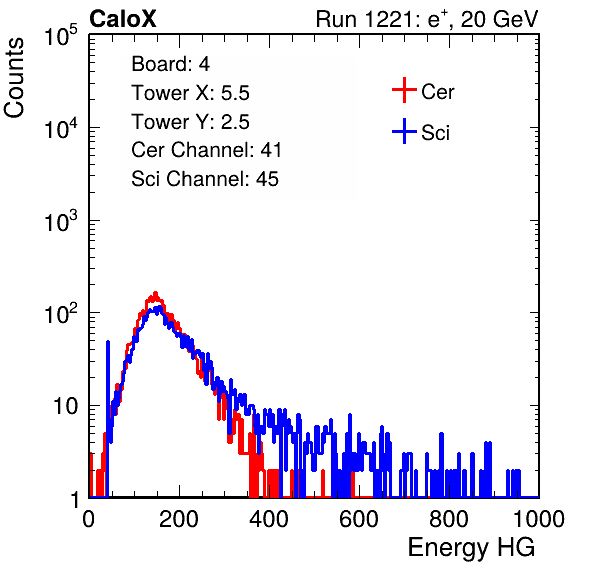 CaloX Run 1221: e⁺, 20 GeV
Counts
Board: 4
Tower X: 5.5
Tower Y: 2.5
Cer Channel: 41
Sci Channel: 45
Cer
Sci
10⁵
10⁴
10³
10²
10
1
0 200 400 600 800 1000
Energy HG